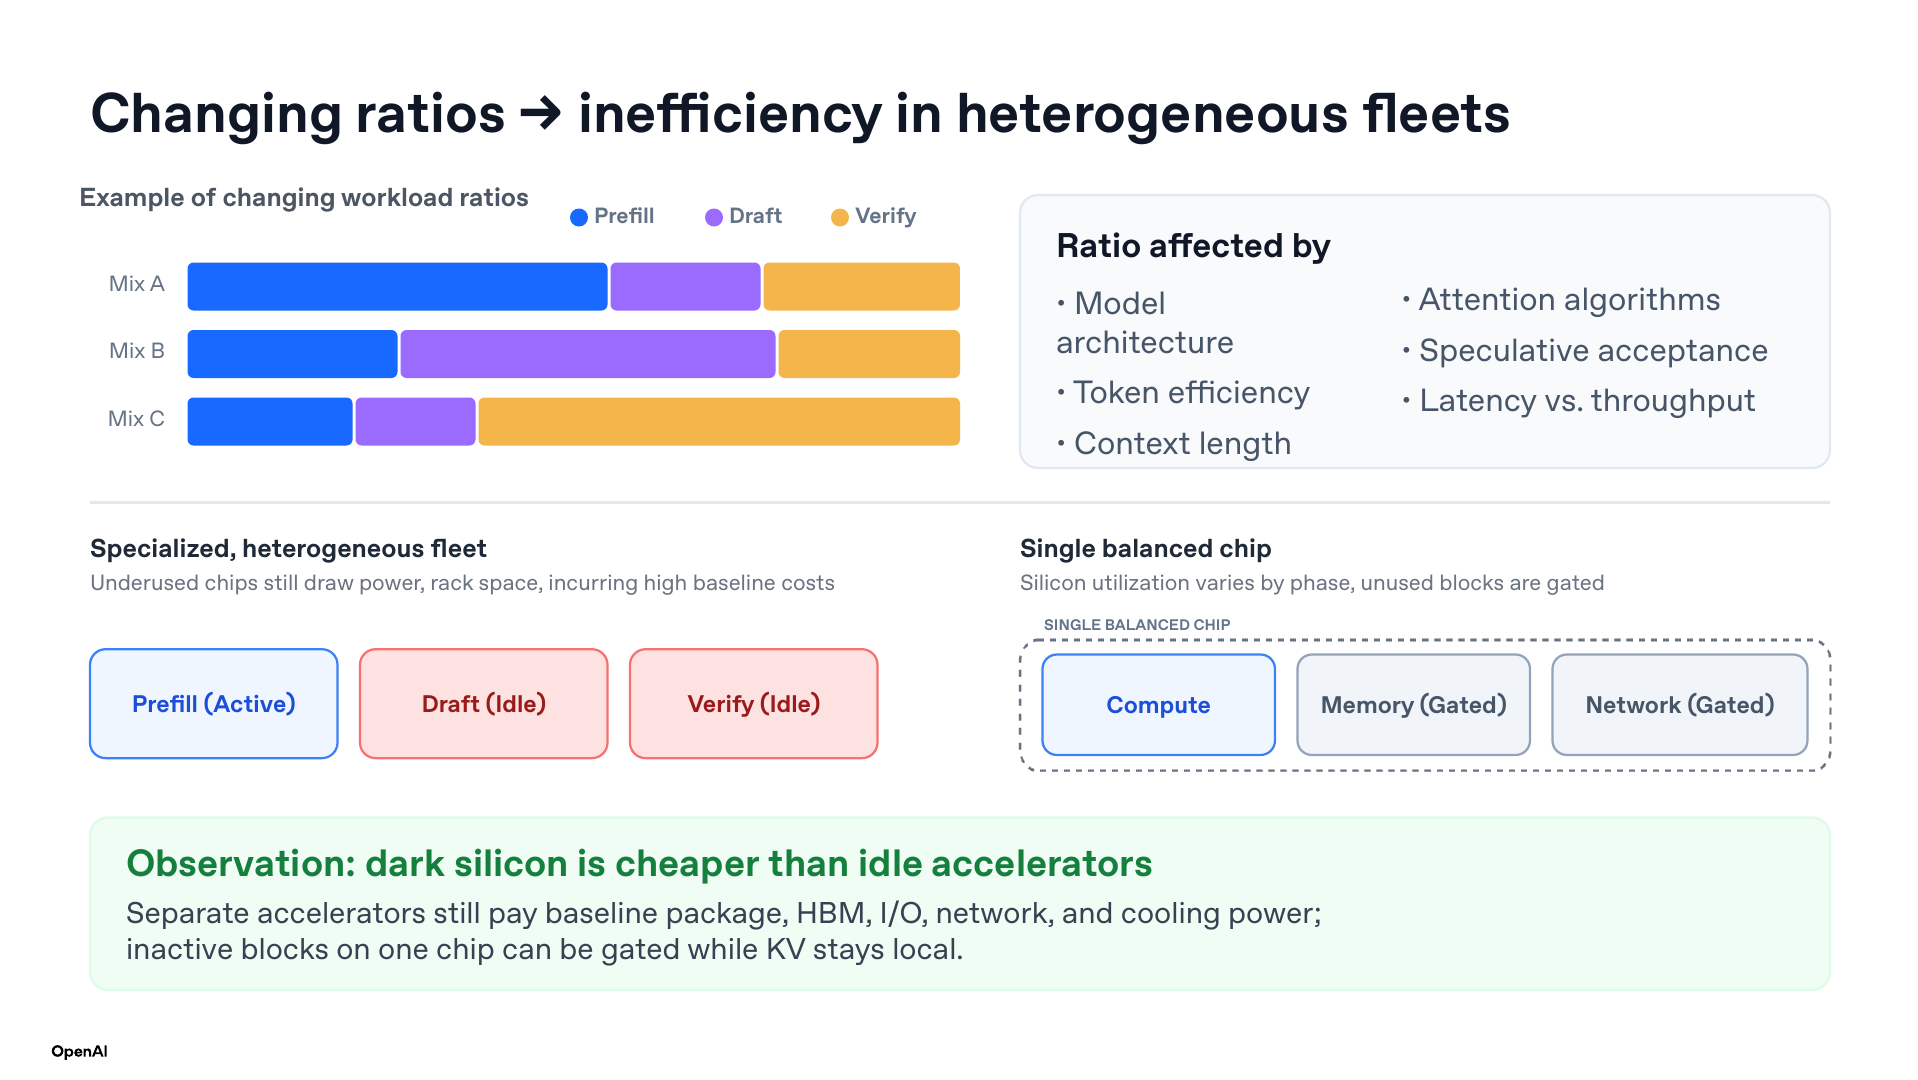 Changing ratios → inefficiency in heterogeneous fleets
Example of changing workload ratios
Prefill
Draft
Verify
Mix A
Mix B
Mix C
Ratio affected by
• Model
architecture
• Token efficiency
• Context length
• Attention algorithms
• Speculative acceptance
• Latency vs. throughput
Specialized, heterogeneous fleet
Underused chips still draw power, rack space, incurring high baseline costs
Prefill (Active)
Draft (Idle)
Verify (Idle)
Single balanced chip
Silicon utilization varies by phase, unused blocks are gated
SINGLE BALANCED CHIP
Compute
Memory (Gated)
Network (Gated)
Observation: dark silicon is cheaper than idle accelerators
Separate accelerators still pay baseline package, HBM, I/O, network, and cooling power;
inactive blocks on one chip can be gated while KV stays local.
OpenAI